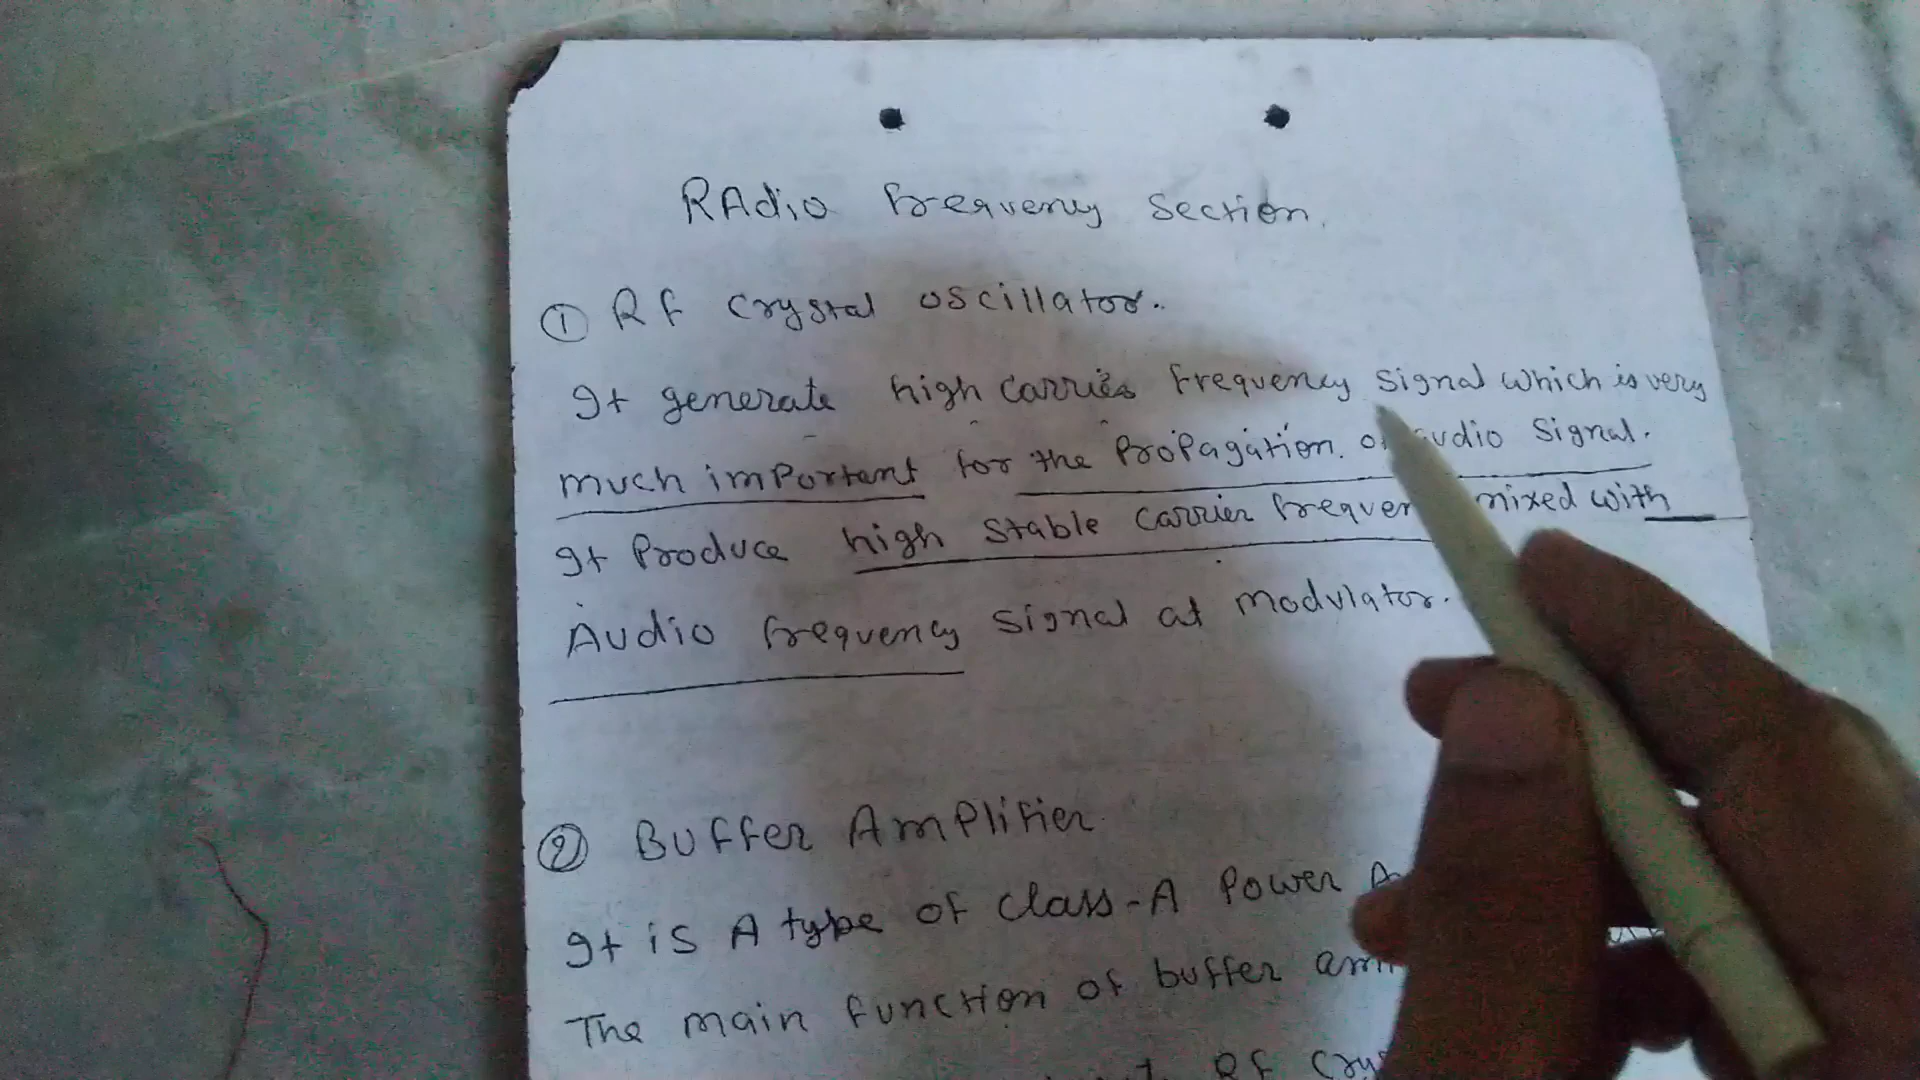 RAdio frequency Section.
① RF Crystal oscillator.
It generate high carrier frequency signal which is very
much important for the Propagation. audio Signal.
It Produce high stable carrier mixed with
Audio frequency signal at modulator.
② Buffer Amplifier
It is A type of class-A Power
The main function of buffer
RF